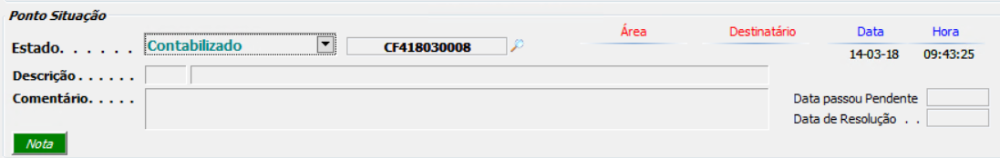 Ponto Situação
Área Destinatário Data Hora
Estado. . . . . . Contabilizado CF418030008 14-03-18 09:43:25
Descrição . . . . . .
Comentário. . . . . Data passou Pendente
Data de Resolução . .
Nota